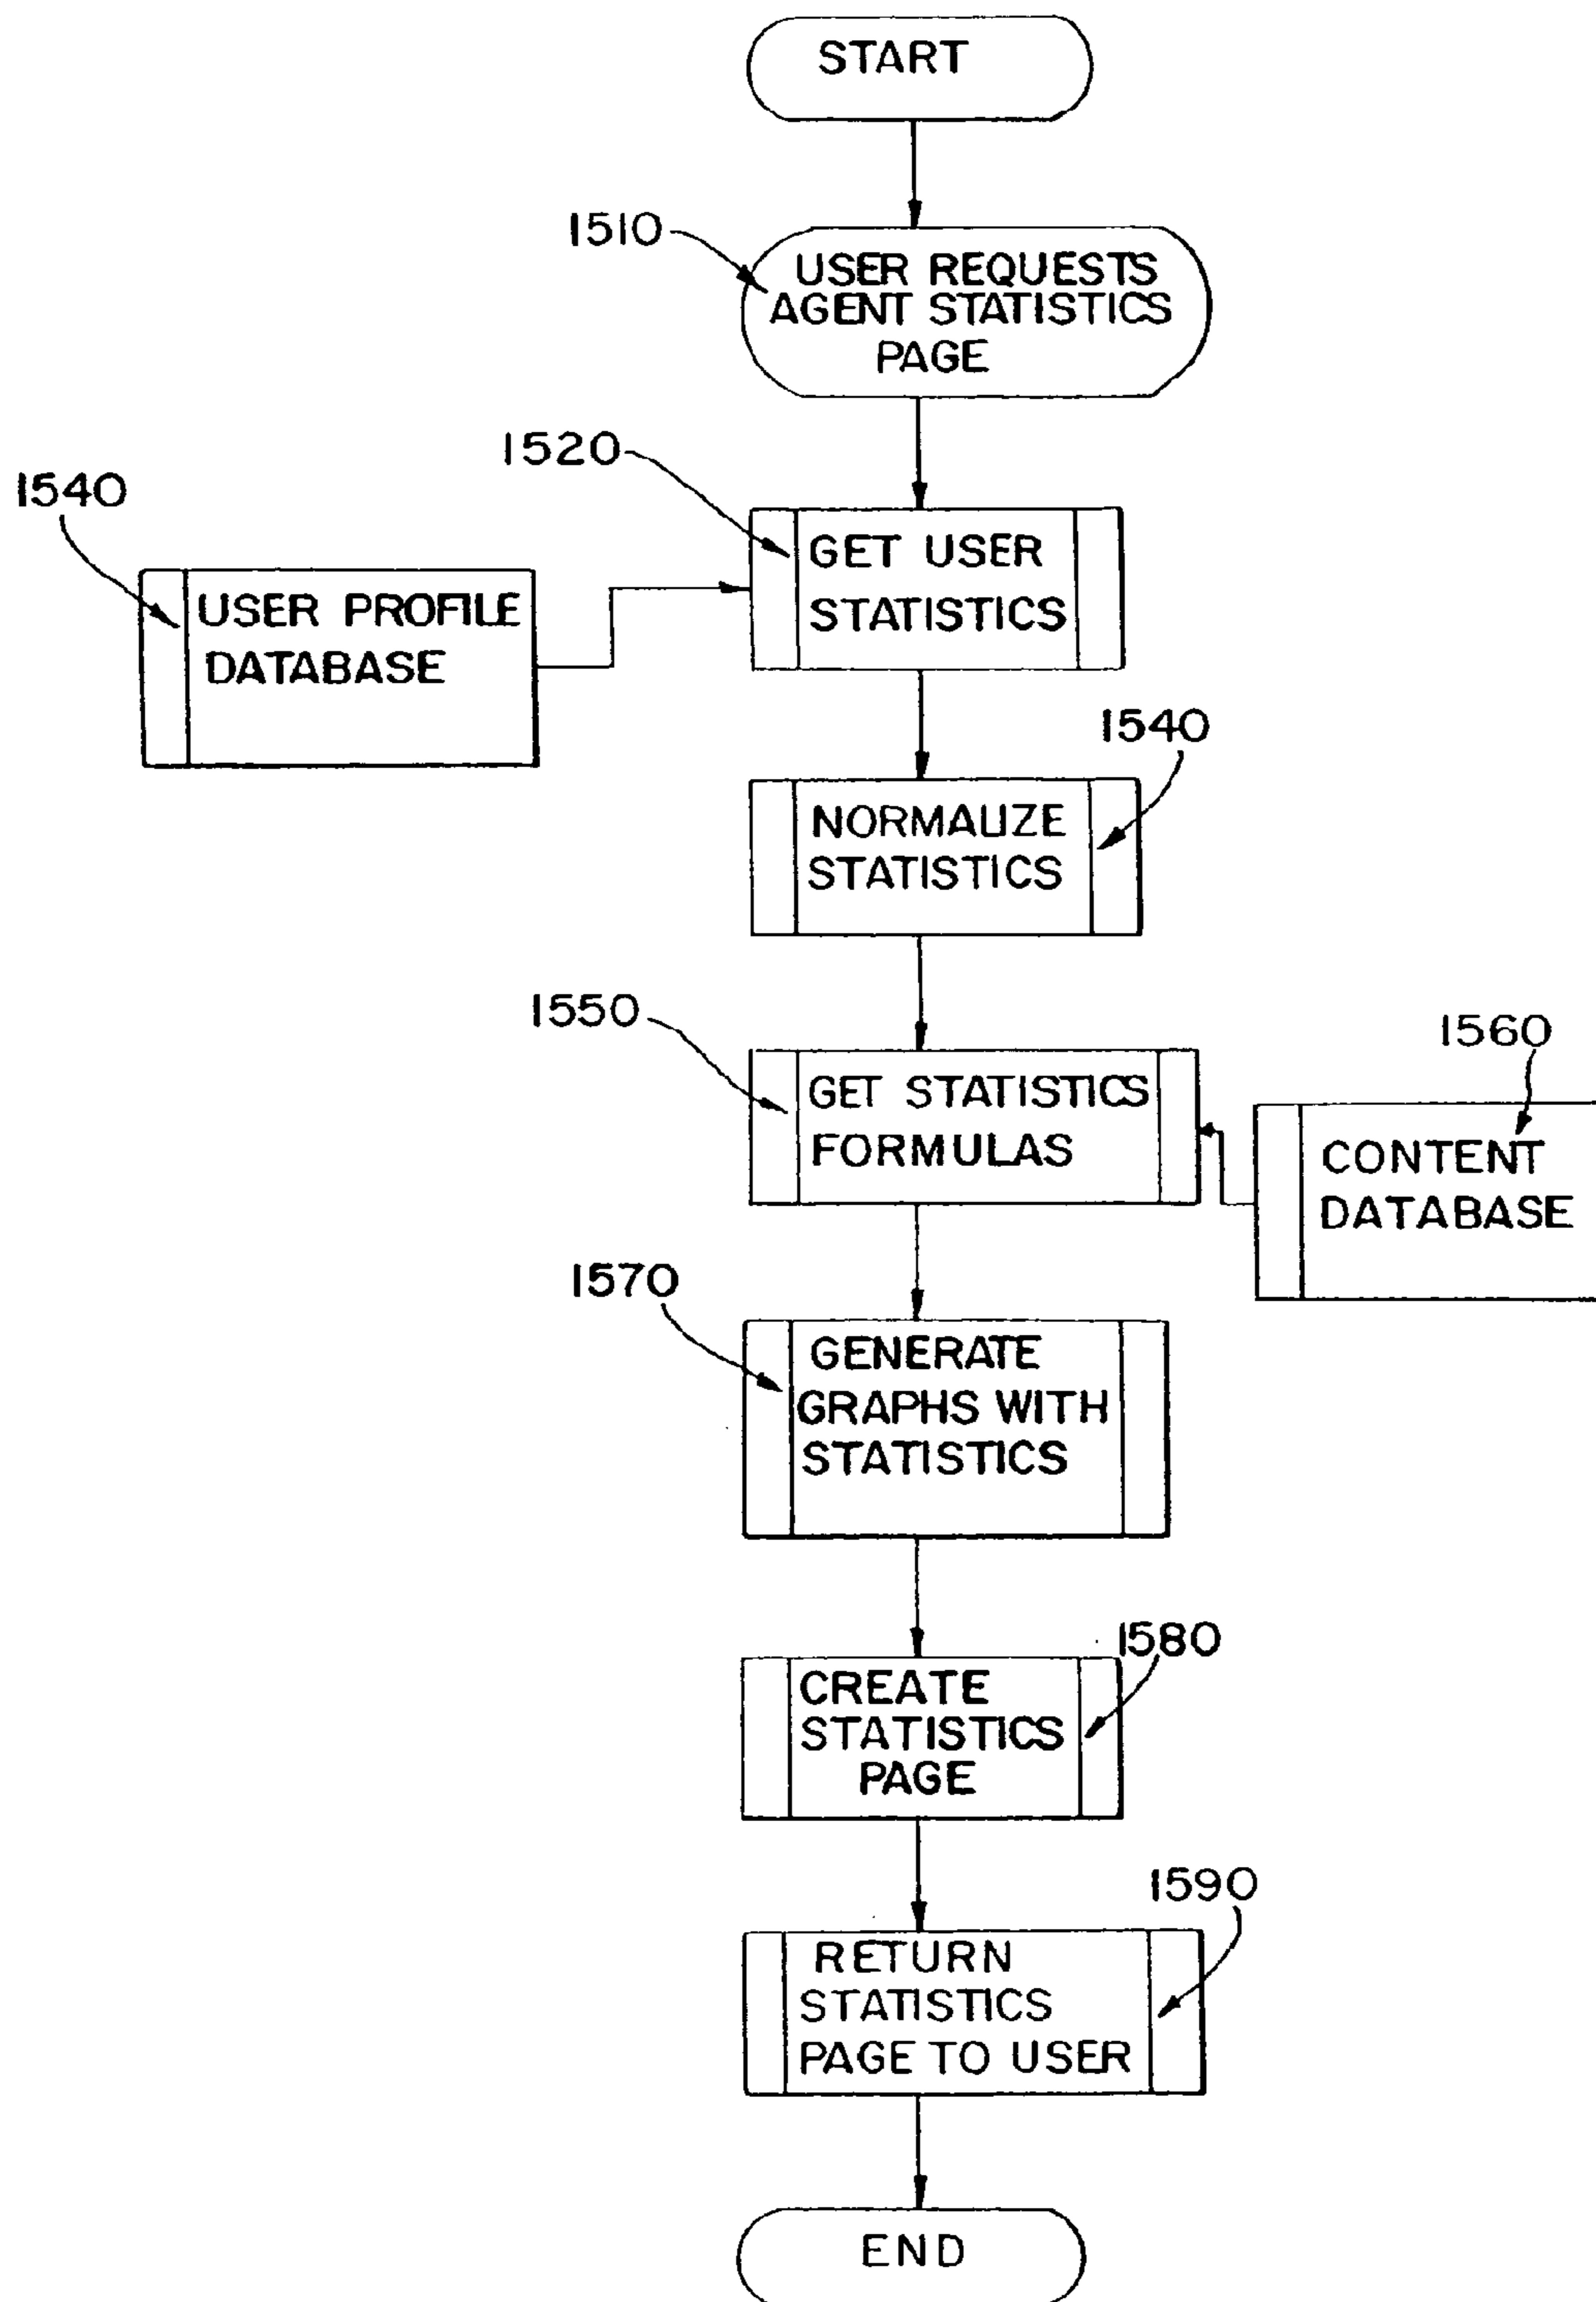 START
1510
USER REQUESTS
AGENT STATISTICS
PAGE
1520
GET USER
STATISTICS
1540
USER PROFILE
DATABASE
1540
NORMALIZE
STATISTICS
1550
GET STATISTICS
FORMULAS
1560
CONTENT
DATABASE
1570
GENERATE
GRAPHS WITH
STATISTICS
1580
CREATE
STATISTICS
PAGE
1590
RETURN
STATISTICS
PAGE TO USER
END